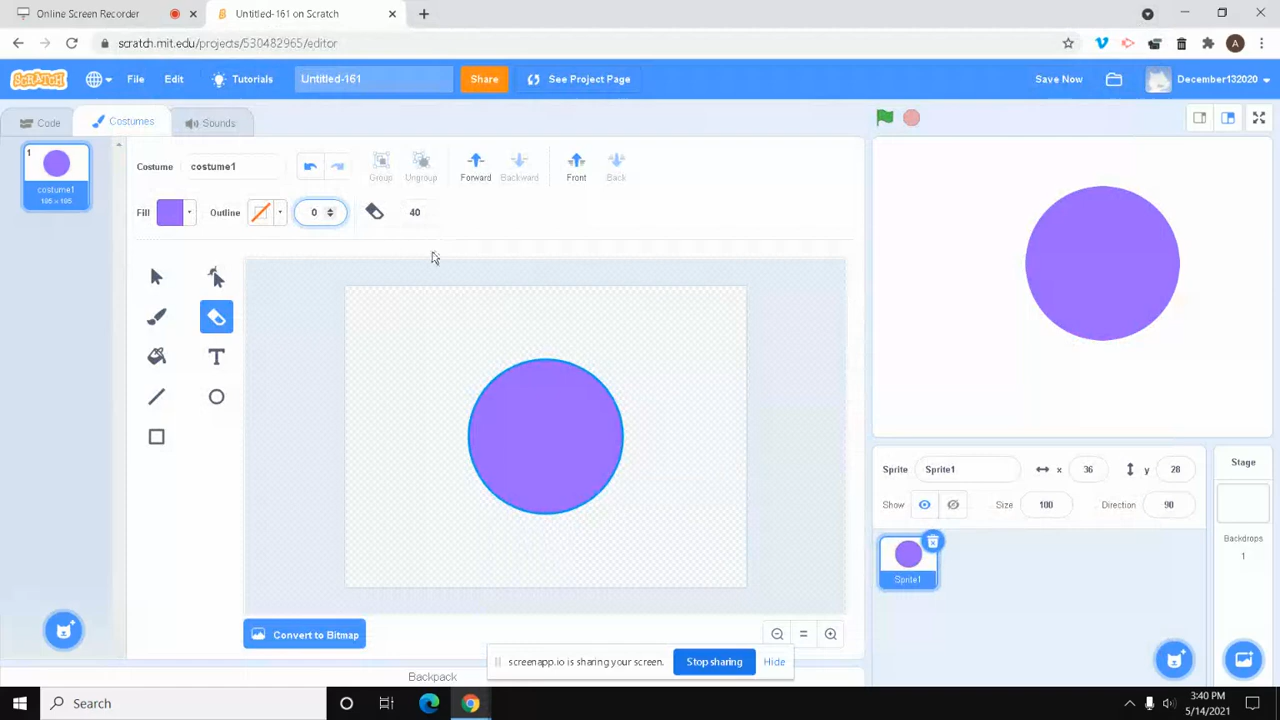 Online Screen Recorder
Untitled-161 on Scratch
scratch.mit.edu/projects/530482965/editor
A
SCRATCH
File
Edit
Tutorials
Untitled-161
Share
See Project Page
Save Now
December132020
Code
Costumes
Sounds
1
costume1
185 × 185
Costume
costume1
Group
Ungroup
Forward
Backward
Front
Back
Fill
Outline
0
40
T
Convert to Bitmap
Sprite
Sprite1
x
36
y
28
Show
Size
100
Direction
90
Sprite1
Stage
Backdrops
1
screenapp.io is sharing your screen.
Stop sharing
Hide
Backpack
Search
3:40 PM
5/14/2021